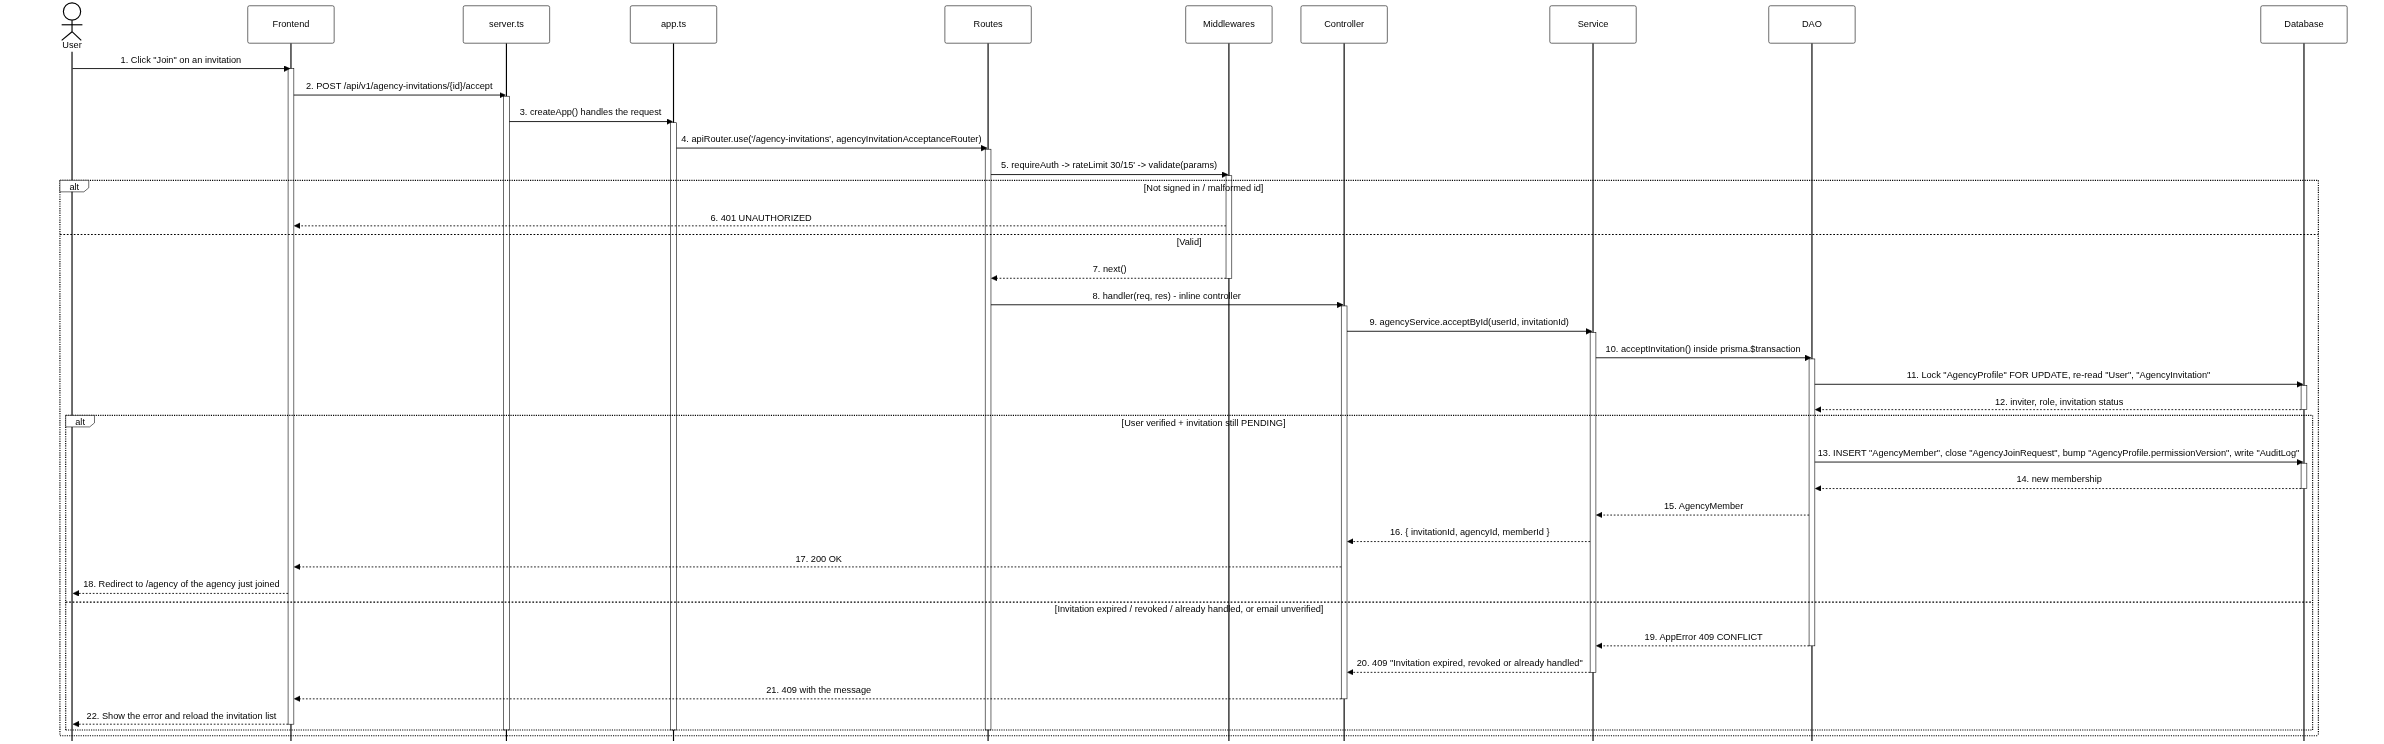 User
Frontend
server.ts
app.ts
Routes
Middlewares
Controller
Service
DAO
Database
1. Click "Join" on an invitation
2. POST /api/v1/agency-invitations/{id}/accept
3. createApp() handles the request
4. apiRouter.use('/agency-invitations', agencyInvitationAcceptanceRouter)
5. requireAuth -> rateLimit 30/15' -> validate(params)
alt
[Not signed in / malformed id]
6. 401 UNAUTHORIZED
[Valid]
7. next()
8. handler(req, res) - inline controller
9. agencyService.acceptById(userId, invitationId)
10. acceptInvitation() inside prisma.$transaction
11. Lock "AgencyProfile" FOR UPDATE, re-read "User", "AgencyInvitation"
12. inviter, role, invitation status
alt
[User verified + invitation still PENDING]
13. INSERT "AgencyMember", close "AgencyJoinRequest", bump "AgencyProfile.permissionVersion", write "AuditLog"
14. new membership
15. AgencyMember
16. { invitationId, agencyId, memberId }
17. 200 OK
18. Redirect to /agency of the agency just joined
[Invitation expired / revoked / already handled, or email unverified]
19. AppError 409 CONFLICT
20. 409 "Invitation expired, revoked or already handled"
21. 409 with the message
22. Show the error and reload the invitation list